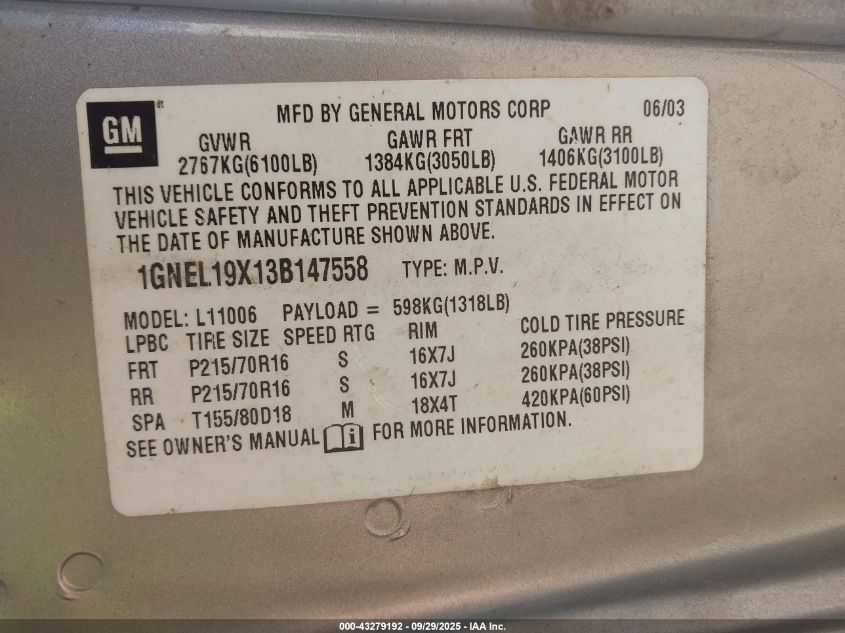 GM
®
MFD BY GENERAL MOTORS CORP 06/03
GVWR GAWR FRT GAWR RR
2767KG(6100LB) 1384KG(3050LB) 1406KG(3100LB)
THIS VEHICLE CONFORMS TO ALL APPLICABLE U.S. FEDERAL MOTOR
VEHICLE SAFETY AND THEFT PREVENTION STANDARDS IN EFFECT ON
THE DATE OF MANUFACTURE SHOWN ABOVE.
1GNEL19X13B147558 TYPE: M.P.V.
MODEL: L11006 PAYLOAD = 598KG(1318LB)
LPBC TIRE SIZE SPEED RTG RIM COLD TIRE PRESSURE
FRT P215/70R16 S 16X7J 260KPA(38PSI)
RR P215/70R16 S 16X7J 260KPA(38PSI)
SPA T155/80D18 M 18X4T 420KPA(60PSI)
SEE OWNER'S MANUAL i FOR MORE INFORMATION.
000-43279192 - 09/29/2025 - IAA Inc.